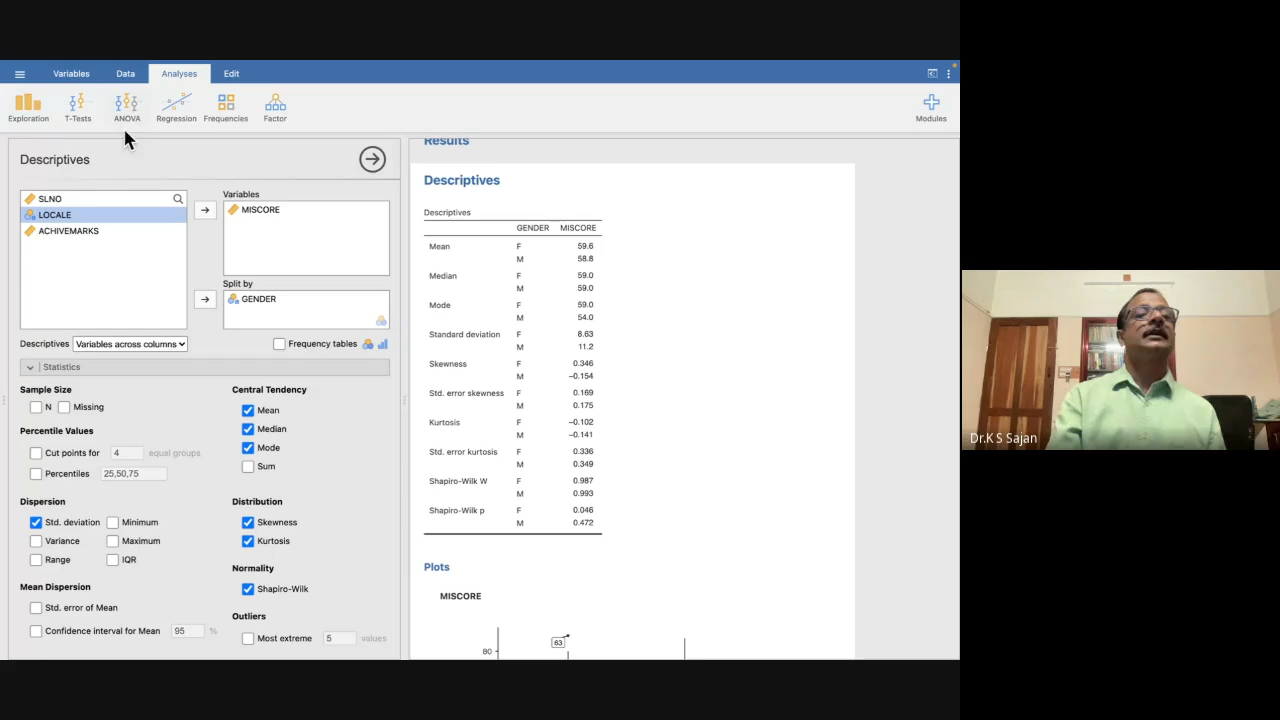 Variables Data Analyses Edit
Exploration T-Tests ANOVA Regression Frequencies Factor Modules
Descriptives
SLNO
LOCALE
ACHIVEMARKS
Variables
MISCORE
Split by
GENDER
Descriptives Variables across columns Frequency tables
Statistics
Sample Size
N Missing
Percentile Values
Cut points for 4 equal groups
Percentiles 25,50,75
Dispersion
Std. deviation Minimum
Variance Maximum
Range IQR
Mean Dispersion
Std. error of Mean
Confidence interval for Mean 95 %
Central Tendency
Mean
Median
Mode
Sum
Distribution
Skewness
Kurtosis
Normality
Shapiro-Wilk
Outliers
Most extreme 5 values
Results
Descriptives
Descriptives
GENDER MISCORE
Mean F 59.6
M 58.8
Median F 59.0
M 59.0
Mode F 59.0
M 54.0
Standard deviation F 8.63
M 11.2
Skewness F 0.346
M −0.154
Std. error skewness F 0.169
M 0.175
Kurtosis F −0.102
M −0.141
Std. error kurtosis F 0.336
M 0.349
Shapiro-Wilk W F 0.987
M 0.993
Shapiro-Wilk p F 0.046
M 0.472
Plots
MISCORE
63
80
Dr.K S Sajan